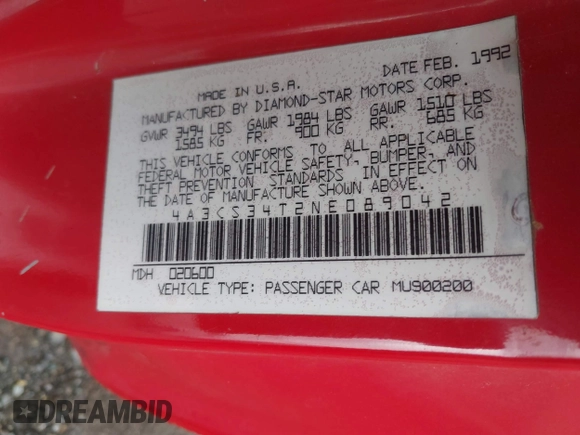 MADE IN U.S.A. DATE FEB. 1992
MANUFACTURED BY DIAMOND-STAR MOTORS CORP.
GVWR 3494 LBS GAWR 1984 LBS GAWR 1510 LBS
1585 KG FR. 900 KG RR. 685 KG
THIS VEHICLE CONFORMS TO ALL APPLICABLE
FEDERAL MOTOR VEHICLE SAFETY, BUMPER, AND
THEFT PREVENTION STANDARDS IN EFFECT ON
THE DATE OF MANUFACTURE SHOWN ABOVE.
4A3CS34T2NE089042
MDH 020600
VEHICLE TYPE: PASSENGER CAR MU900200
DREAMBID